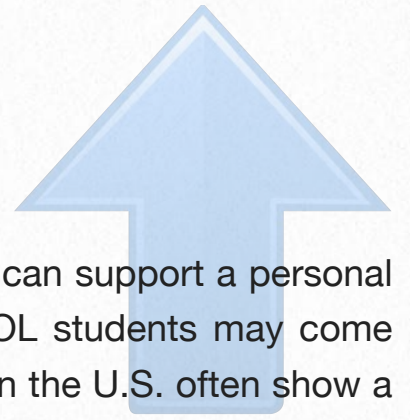 can support a personal
OL students may come
n the U.S. often show a